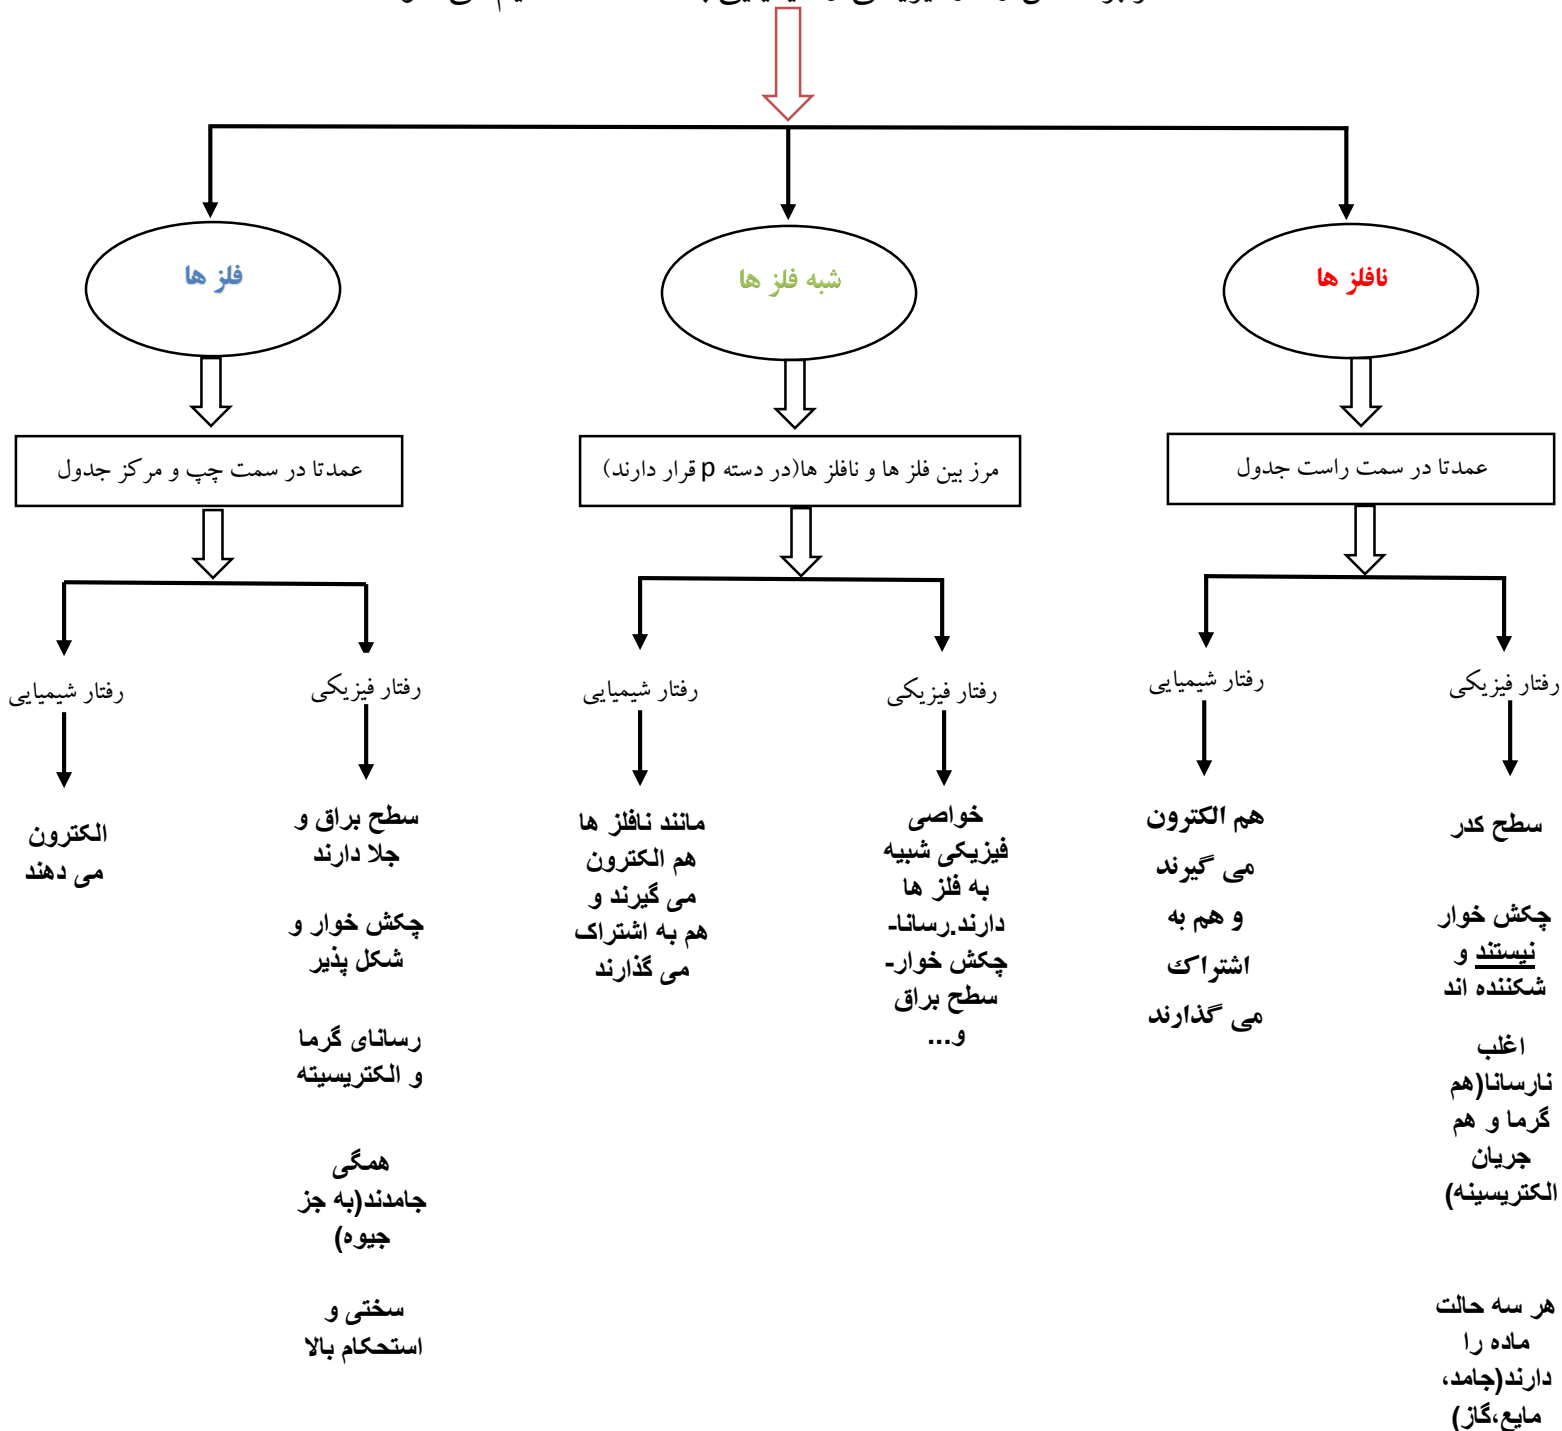 نافلز ها
شبه فلز ها
فلز ها
عمدتا در سمت راست جدول
مرز بین فلز ها و نافلز ها(در دسته p قرار دارند)
عمدتا در سمت چپ و مرکز جدول
رفتار فیزیکی
رفتار شیمیایی
رفتار فیزیکی
رفتار شیمیایی
رفتار فیزیکی
رفتار شیمیایی
سطح کدر
چکش خوار
نیستند و
شکننده اند
اغلب
نارسانا(هم
گرما و هم
جریان
الکتریسینه)
هر سه حالت
ماده را
دارند(جامد،
مایع،گاز)
هم الکترون
می گیرند
و هم به
اشتراک
می گذارند
خواصی
فیزیکی شبیه
به فلز ها
دارند.رسانا-
چکش خوار-
سطح براق
و...
مانند نافلز ها
هم الکترون
می گیرند و
هم به اشتراک
می گذارند
سطح براق و
جلا دارند
چکش خوار و
شکل پذیر
رسانای گرما
و الکتریسیته
همگی
جامدند(به جز
جیوه)
سختی و
استحکام بالا
الکترون
می دهند